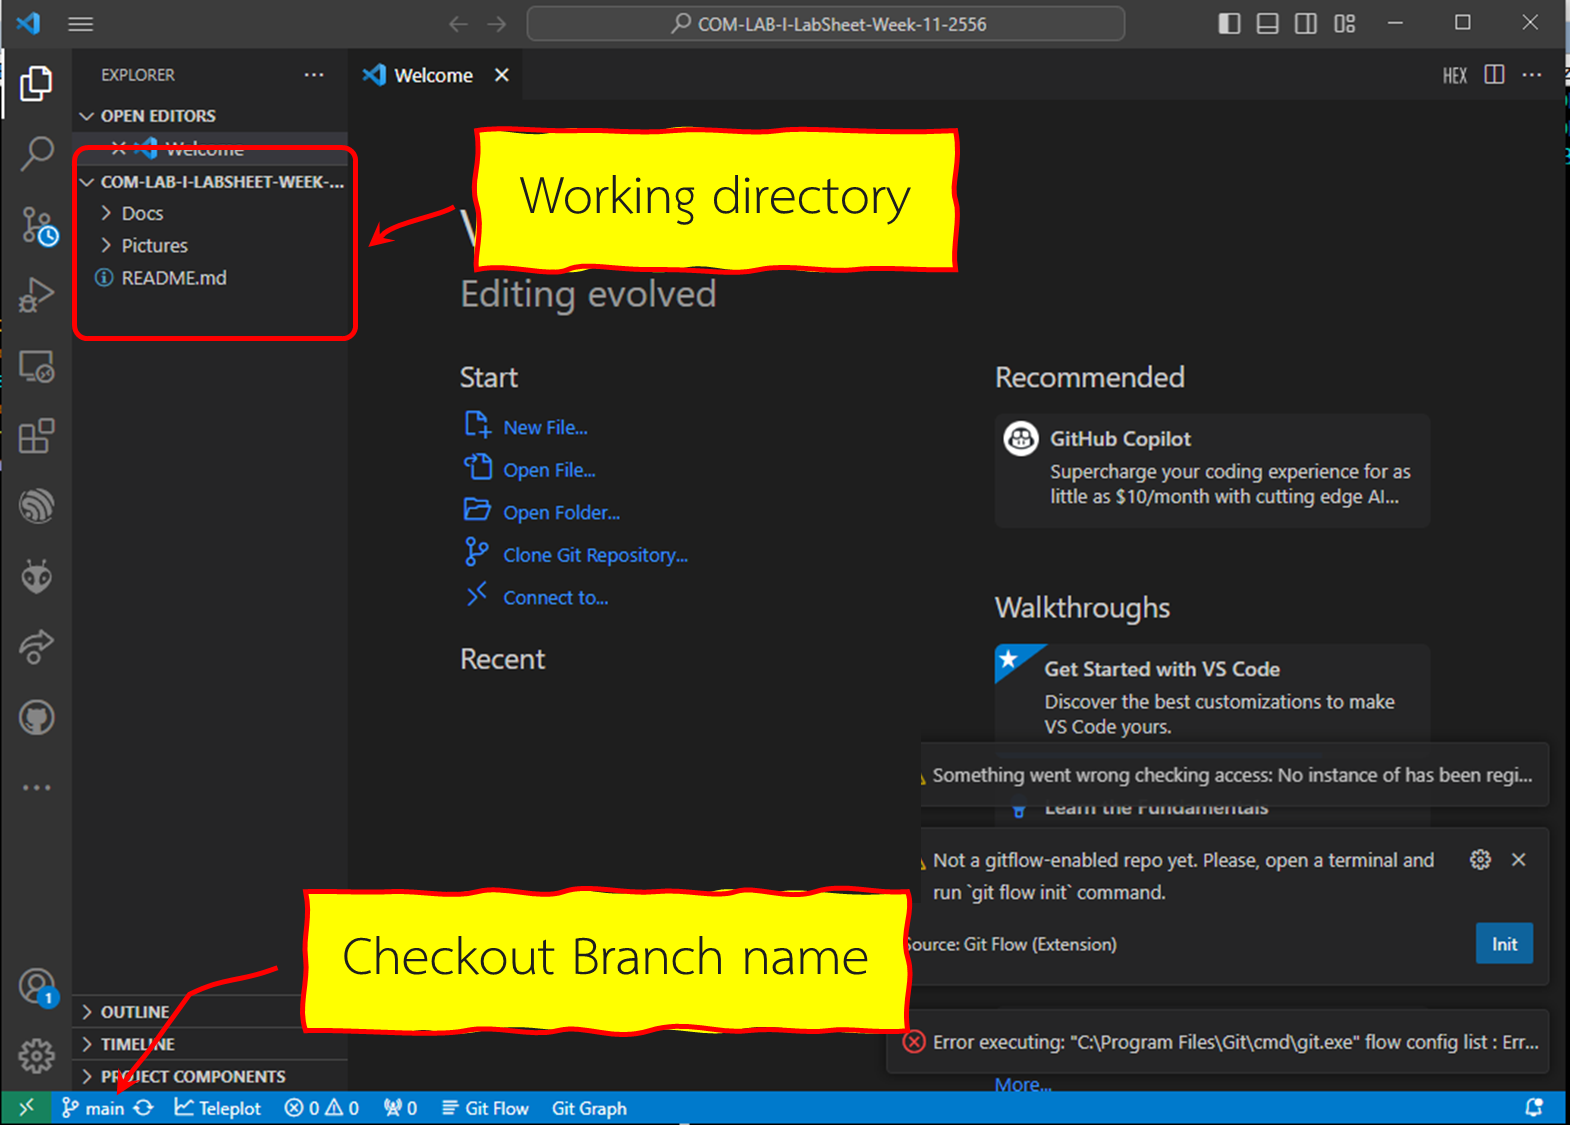 COM-LAB-I-LabSheet-Week-11-2556
EXPLORER
Welcome
HEX
OPEN EDITORS
Welcome
COM-LAB-I-LABSHEET-WEEK-...
Docs
Pictures
README.md
Working directory
Editing evolved
Start
New File...
Open File...
Open Folder...
Clone Git Repository...
Connect to...
Recent
Recommended
GitHub Copilot
Supercharge your coding experience for as
little as $10/month with cutting edge AI...
Walkthroughs
Get Started with VS Code
Discover the best customizations to make
VS Code yours.
Something went wrong checking access: No instance of has been regi...
Learn the Fundamentals
Not a gitflow-enabled repo yet. Please, open a terminal and
run `git flow init` command.
Source: Git Flow (Extension)
Init
Checkout Branch name
Error executing: "C:\Program Files\Git\cmd\git.exe" flow config list : Err...
More...
1
OUTLINE
TIMELINE
PROJECT COMPONENTS
main Teleplot 0 0 0 Git Flow Git Graph